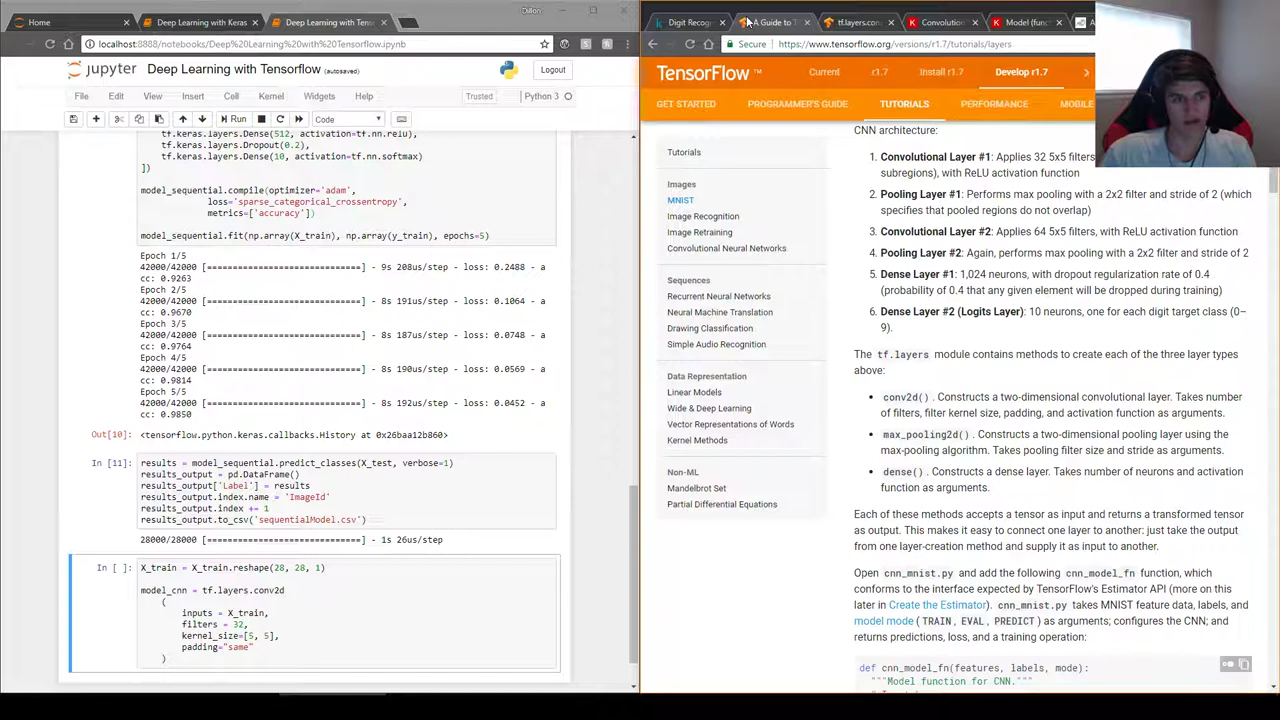 Home
Deep Learning with Keras
Deep Learning with Tens
Dillon
localhost:8888/notebooks/Deep%20Learning%20with%20Tensorflow.ipynb
jupyter Deep Learning with Tensorflow (autosaved)
Logout
File Edit View Insert Cell Kernel Widgets Help
Trusted
Python 3
Run
Code
tf.keras.layers.Dense(512, activation=tf.nn.relu),
tf.keras.layers.Dropout(0.2),
tf.keras.layers.Dense(10, activation=tf.nn.softmax)
])
model_sequential.compile(optimizer='adam',
loss='sparse_categorical_crossentropy',
metrics=['accuracy'])
model_sequential.fit(np.array(X_train), np.array(y_train), epochs=5)
Epoch 1/5
42000/42000 [==============================] - 9s 208us/step - loss: 0.2488 - a
cc: 0.9263
Epoch 2/5
42000/42000 [==============================] - 8s 191us/step - loss: 0.1064 - a
cc: 0.9670
Epoch 3/5
42000/42000 [==============================] - 8s 187us/step - loss: 0.0748 - a
cc: 0.9764
Epoch 4/5
42000/42000 [==============================] - 8s 190us/step - loss: 0.0569 - a
cc: 0.9814
Epoch 5/5
42000/42000 [==============================] - 8s 192us/step - loss: 0.0452 - a
cc: 0.9850
Out[10]: <tensorflow.python.keras.callbacks.History at 0x26baa12b860>
In [11]: results = model_sequential.predict_classes(X_test, verbose=1)
results_output = pd.DataFrame()
results_output['Label'] = results
results_output.index.name = 'ImageId'
results_output.index += 1
results_output.to_csv('sequentialModel.csv')
28000/28000 [==============================] - 1s 26us/step
In [ ]: X_train = X_train.reshape(28, 28, 1)
model_cnn = tf.layers.conv2d
(
inputs = X_train,
filters = 32,
kernel_size=[5, 5],
padding="same"
)
Digit Recog
A Guide to T
tf.layers.con
Convolution
Model (func
Secure
https://www.tensorflow.org/versions/r1.7/tutorials/layers
TensorFlow™
Current r1.7 Install r1.7 Develop r1.7
GET STARTED PROGRAMMER'S GUIDE TUTORIALS PERFORMANCE MOBILE
Tutorials
Images
MNIST
Image Recognition
Image Retraining
Convolutional Neural Networks
Sequences
Recurrent Neural Networks
Neural Machine Translation
Drawing Classification
Simple Audio Recognition
Data Representation
Linear Models
Wide & Deep Learning
Vector Representations of Words
Kernel Methods
Non-ML
Mandelbrot Set
Partial Differential Equations
CNN architecture:
1. Convolutional Layer #1: Applies 32 5x5 filters
subregions), with ReLU activation function
2. Pooling Layer #1: Performs max pooling with a 2x2 filter and stride of 2 (which
specifies that pooled regions do not overlap)
3. Convolutional Layer #2: Applies 64 5x5 filters, with ReLU activation function
4. Pooling Layer #2: Again, performs max pooling with a 2x2 filter and stride of 2
5. Dense Layer #1: 1,024 neurons, with dropout regularization rate of 0.4
(probability of 0.4 that any given element will be dropped during training)
6. Dense Layer #2 (Logits Layer): 10 neurons, one for each digit target class (0–
9).
The tf.layers module contains methods to create each of the three layer types
above:
• conv2d() . Constructs a two-dimensional convolutional layer. Takes number
of filters, filter kernel size, padding, and activation function as arguments.
• max_pooling2d() . Constructs a two-dimensional pooling layer using the
max-pooling algorithm. Takes pooling filter size and stride as arguments.
• dense() . Constructs a dense layer. Takes number of neurons and activation
function as arguments.
Each of these methods accepts a tensor as input and returns a transformed tensor
as output. This makes it easy to connect one layer to another: just take the output
from one layer-creation method and supply it as input to another.
Open cnn_mnist.py and add the following cnn_model_fn function, which
conforms to the interface expected by TensorFlow's Estimator API (more on this
later in Create the Estimator). cnn_mnist.py takes MNIST feature data, labels, and
model mode ( TRAIN , EVAL , PREDICT ) as arguments; configures the CNN; and
returns predictions, loss, and a training operation:
def cnn_model_fn(features, labels, mode):
"""Model function for CNN."""